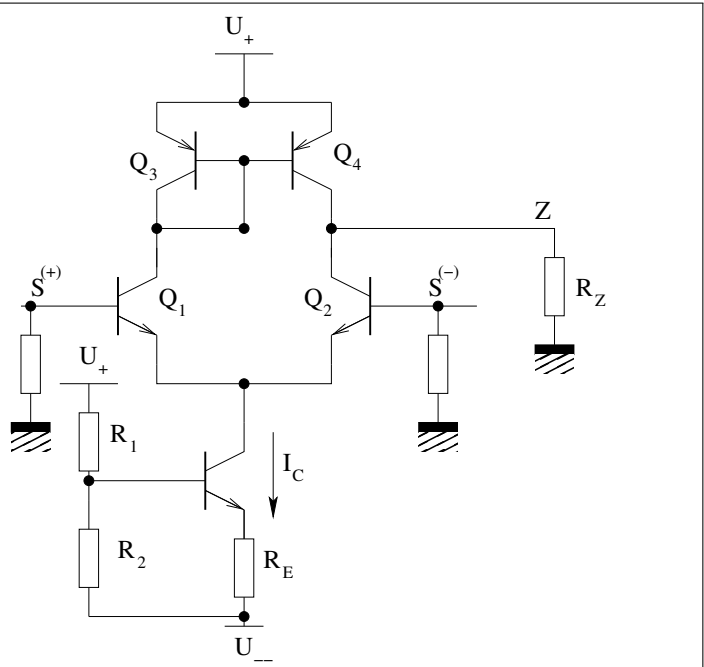 U+
Q3 Q4
Z
S(+) Q1 Q2 S(−) RZ
U+
R1
IC
R2 RE
U−−